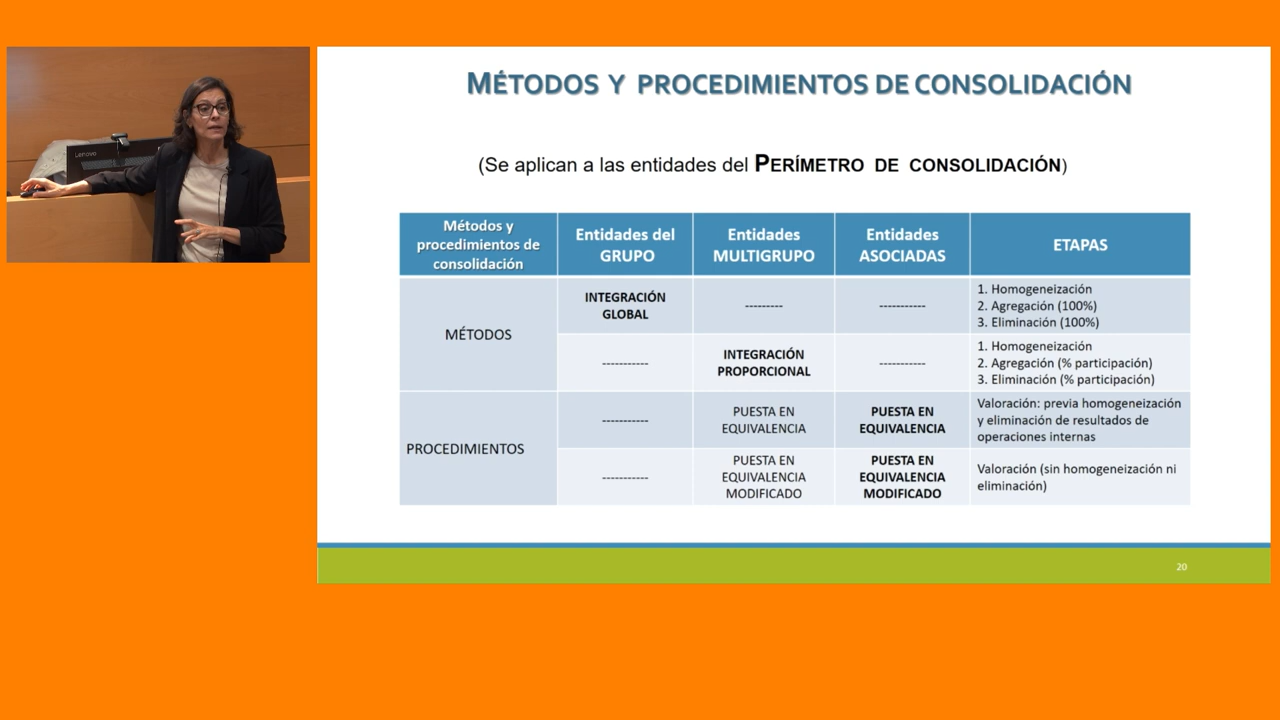 Lenovo
MÉTODOS Y PROCEDIMIENTOS DE CONSOLIDACIÓN
(Se aplican a las entidades del PERÍMETRO DE CONSOLIDACIÓN)
Métodos y
procedimientos de
consolidación
Entidades del
GRUPO
Entidades
MULTIGRUPO
Entidades
ASOCIADAS
ETAPAS
MÉTODOS
INTEGRACIÓN
GLOBAL
---------
-----------
1. Homogeneización
2. Agregación (100%)
3. Eliminación (100%)
-----------
INTEGRACIÓN
PROPORCIONAL
-----------
1. Homogeneización
2. Agregación (% participación)
3. Eliminación (% participación)
PROCEDIMIENTOS
-----------
PUESTA EN
EQUIVALENCIA
PUESTA EN
EQUIVALENCIA
Valoración: previa homogeneización
y eliminación de resultados de
operaciones internas
-----------
PUESTA EN
EQUIVALENCIA
MODIFICADO
PUESTA EN
EQUIVALENCIA
MODIFICADO
Valoración (sin homogeneización ni
eliminación)
20